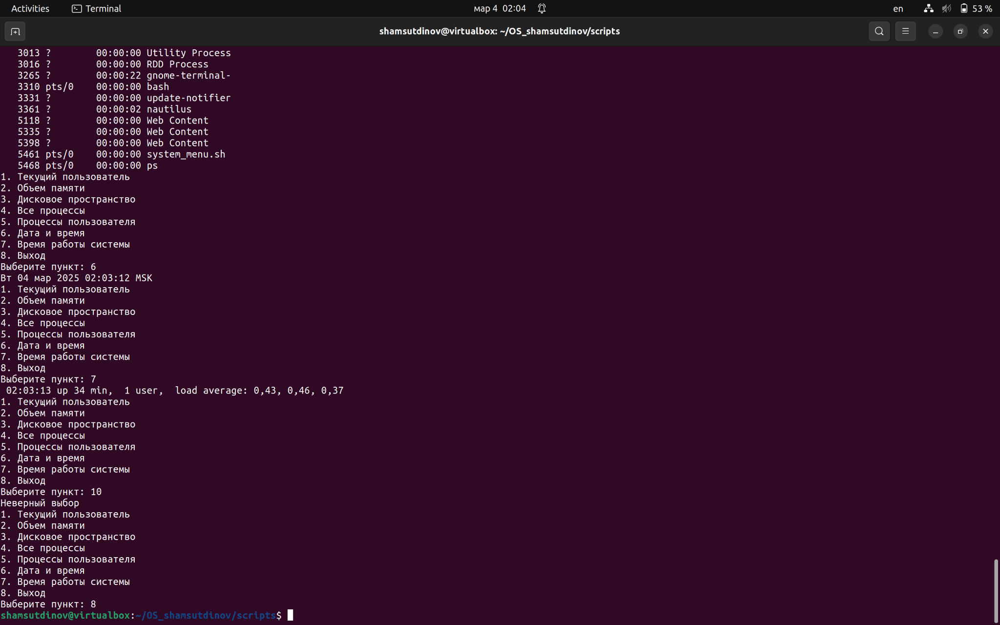 Activities Terminal мар 4 02:04 en 53 %
shamsutdinov@virtualbox: ~/OS_shamsutdinov/scripts
3013 ? 00:00:00 Utility Process
3016 ? 00:00:00 RDD Process
3265 ? 00:00:22 gnome-terminal-
3310 pts/0 00:00:00 bash
3331 ? 00:00:00 update-notifier
3361 ? 00:00:02 nautilus
5118 ? 00:00:00 Web Content
5335 ? 00:00:00 Web Content
5398 ? 00:00:00 Web Content
5461 pts/0 00:00:00 system_menu.sh
5468 pts/0 00:00:00 ps
1. Текущий пользователь
2. Объем памяти
3. Дисковое пространство
4. Все процессы
5. Процессы пользователя
6. Дата и время
7. Время работы системы
8. Выход
Выберите пункт: 6
Вт 04 мар 2025 02:03:12 MSK
1. Текущий пользователь
2. Объем памяти
3. Дисковое пространство
4. Все процессы
5. Процессы пользователя
6. Дата и время
7. Время работы системы
8. Выход
Выберите пункт: 7
02:03:13 up 34 min, 1 user, load average: 0,43, 0,46, 0,37
1. Текущий пользователь
2. Объем памяти
3. Дисковое пространство
4. Все процессы
5. Процессы пользователя
6. Дата и время
7. Время работы системы
8. Выход
Выберите пункт: 10
Неверный выбор
1. Текущий пользователь
2. Объем памяти
3. Дисковое пространство
4. Все процессы
5. Процессы пользователя
6. Дата и время
7. Время работы системы
8. Выход
Выберите пункт: 8
shamsutdinov@virtualbox:~/OS_shamsutdinov/scripts$